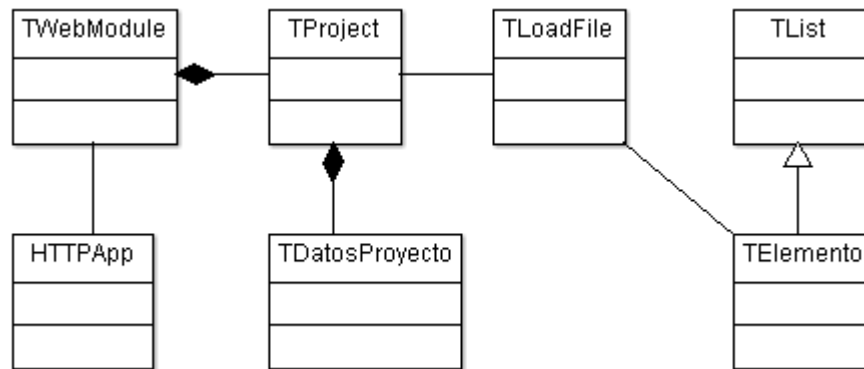 TWebModule
TProject
TLoadFile
TList
HTTPApp
TDatosProyecto
TElemento